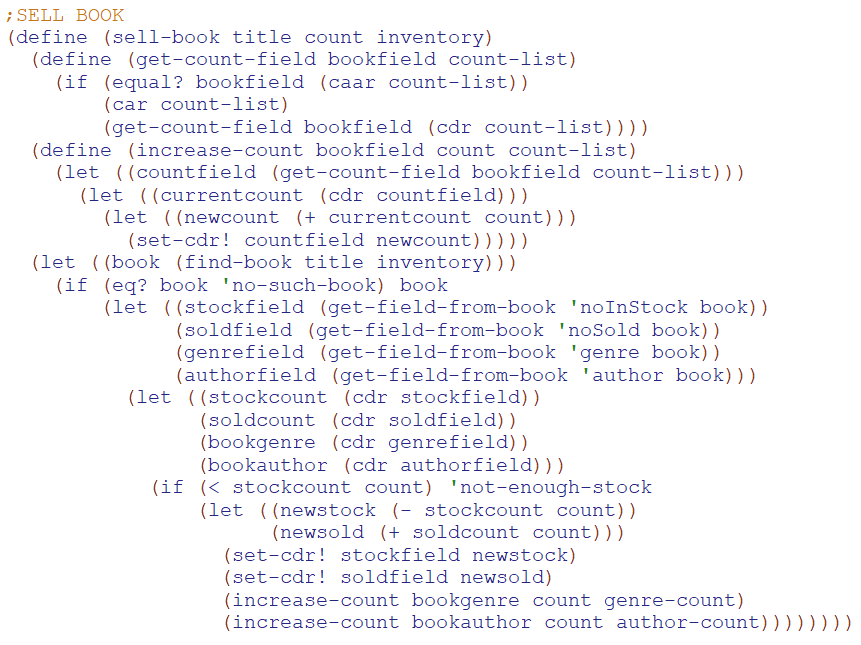 ;SELL BOOK
(define (sell-book title count inventory)
  (define (get-count-field bookfield count-list)
    (if (equal? bookfield (caar count-list))
        (car count-list)
        (get-count-field bookfield (cdr count-list))))
  (define (increase-count bookfield count count-list)
    (let ((countfield (get-count-field bookfield count-list)))
      (let ((currentcount (cdr countfield)))
        (let ((newcount (+ currentcount count)))
          (set-cdr! countfield newcount)))))
  (let ((book (find-book title inventory)))
    (if (eq? book 'no-such-book) book
        (let ((stockfield (get-field-from-book 'noInStock book))
              (soldfield (get-field-from-book 'noSold book))
              (genrefield (get-field-from-book 'genre book))
              (authorfield (get-field-from-book 'author book)))
          (let ((stockcount (cdr stockfield))
                (soldcount (cdr soldfield))
                (bookgenre (cdr genrefield))
                (bookauthor (cdr authorfield)))
            (if (< stockcount count) 'not-enough-stock
                (let ((newstock (- stockcount count))
                      (newsold (+ soldcount count)))
                  (set-cdr! stockfield newstock)
                  (set-cdr! soldfield newsold)
                  (increase-count bookgenre count genre-count)
                  (increase-count bookauthor count author-count))))))))